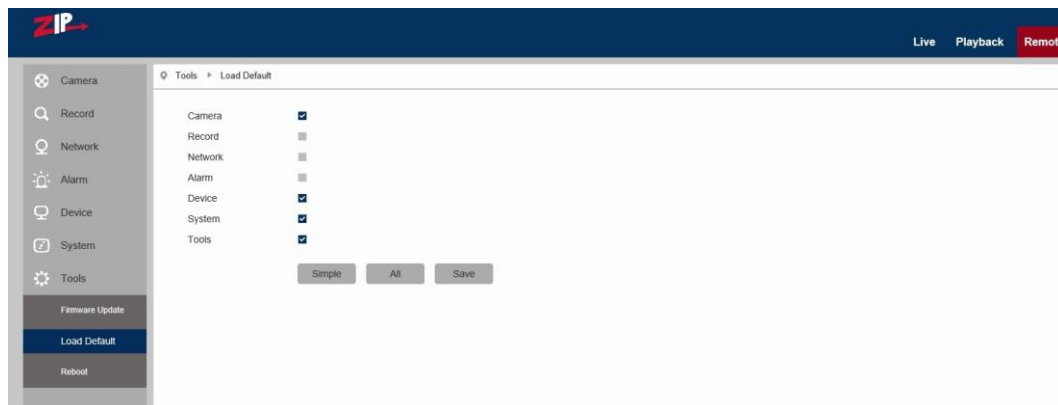 ZIP
Live Playback Remot
Camera
Record
Network
Alarm
Device
System
Tools
Firmware Update
Load Default
Reboot
Tools Load Default
Camera
Record
Network
Alarm
Device
System
Tools
Simple All Save